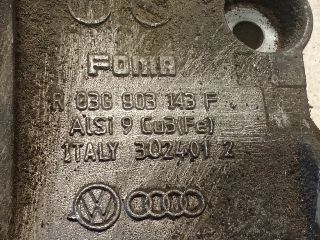 FOMA
R 03G 903 143 F
AlSi 9 Cu3(Fe)
ITALY 302401 2